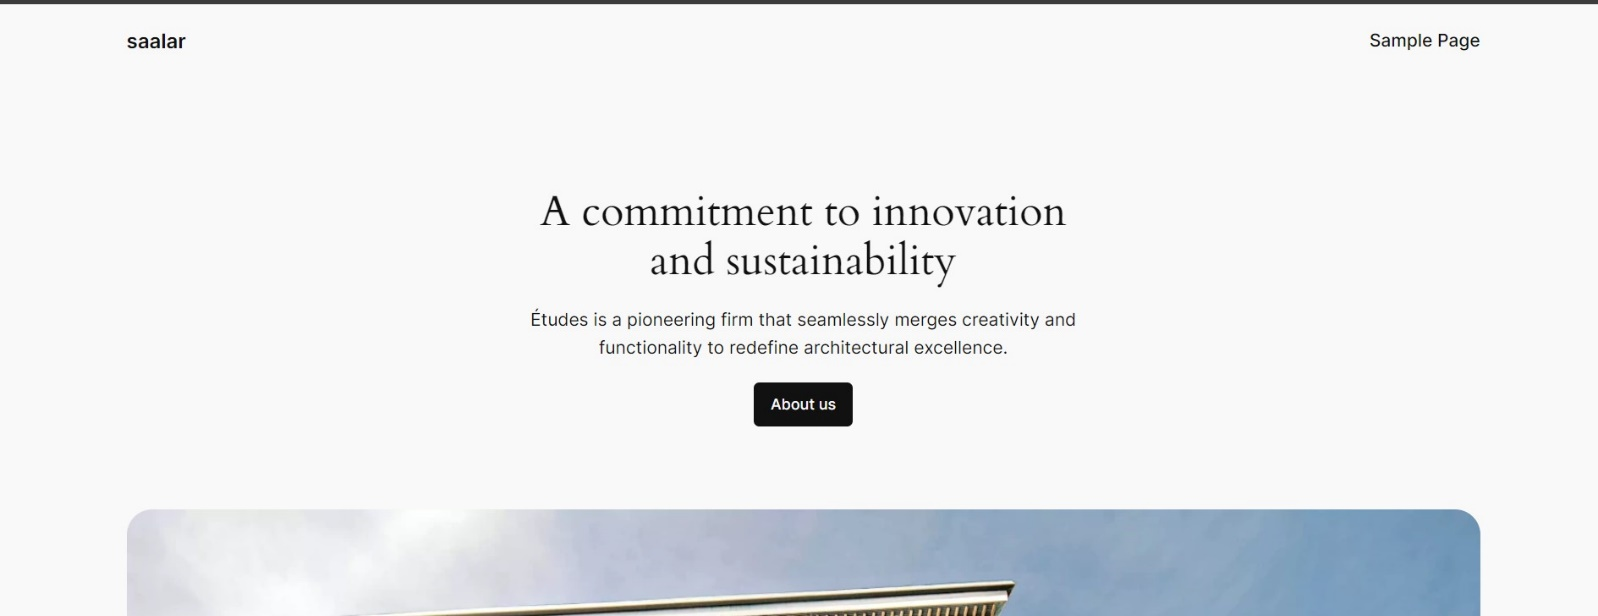 saalar
Sample Page
A commitment to innovation
and sustainability
Études is a pioneering firm that seamlessly merges creativity and
functionality to redefine architectural excellence.
About us